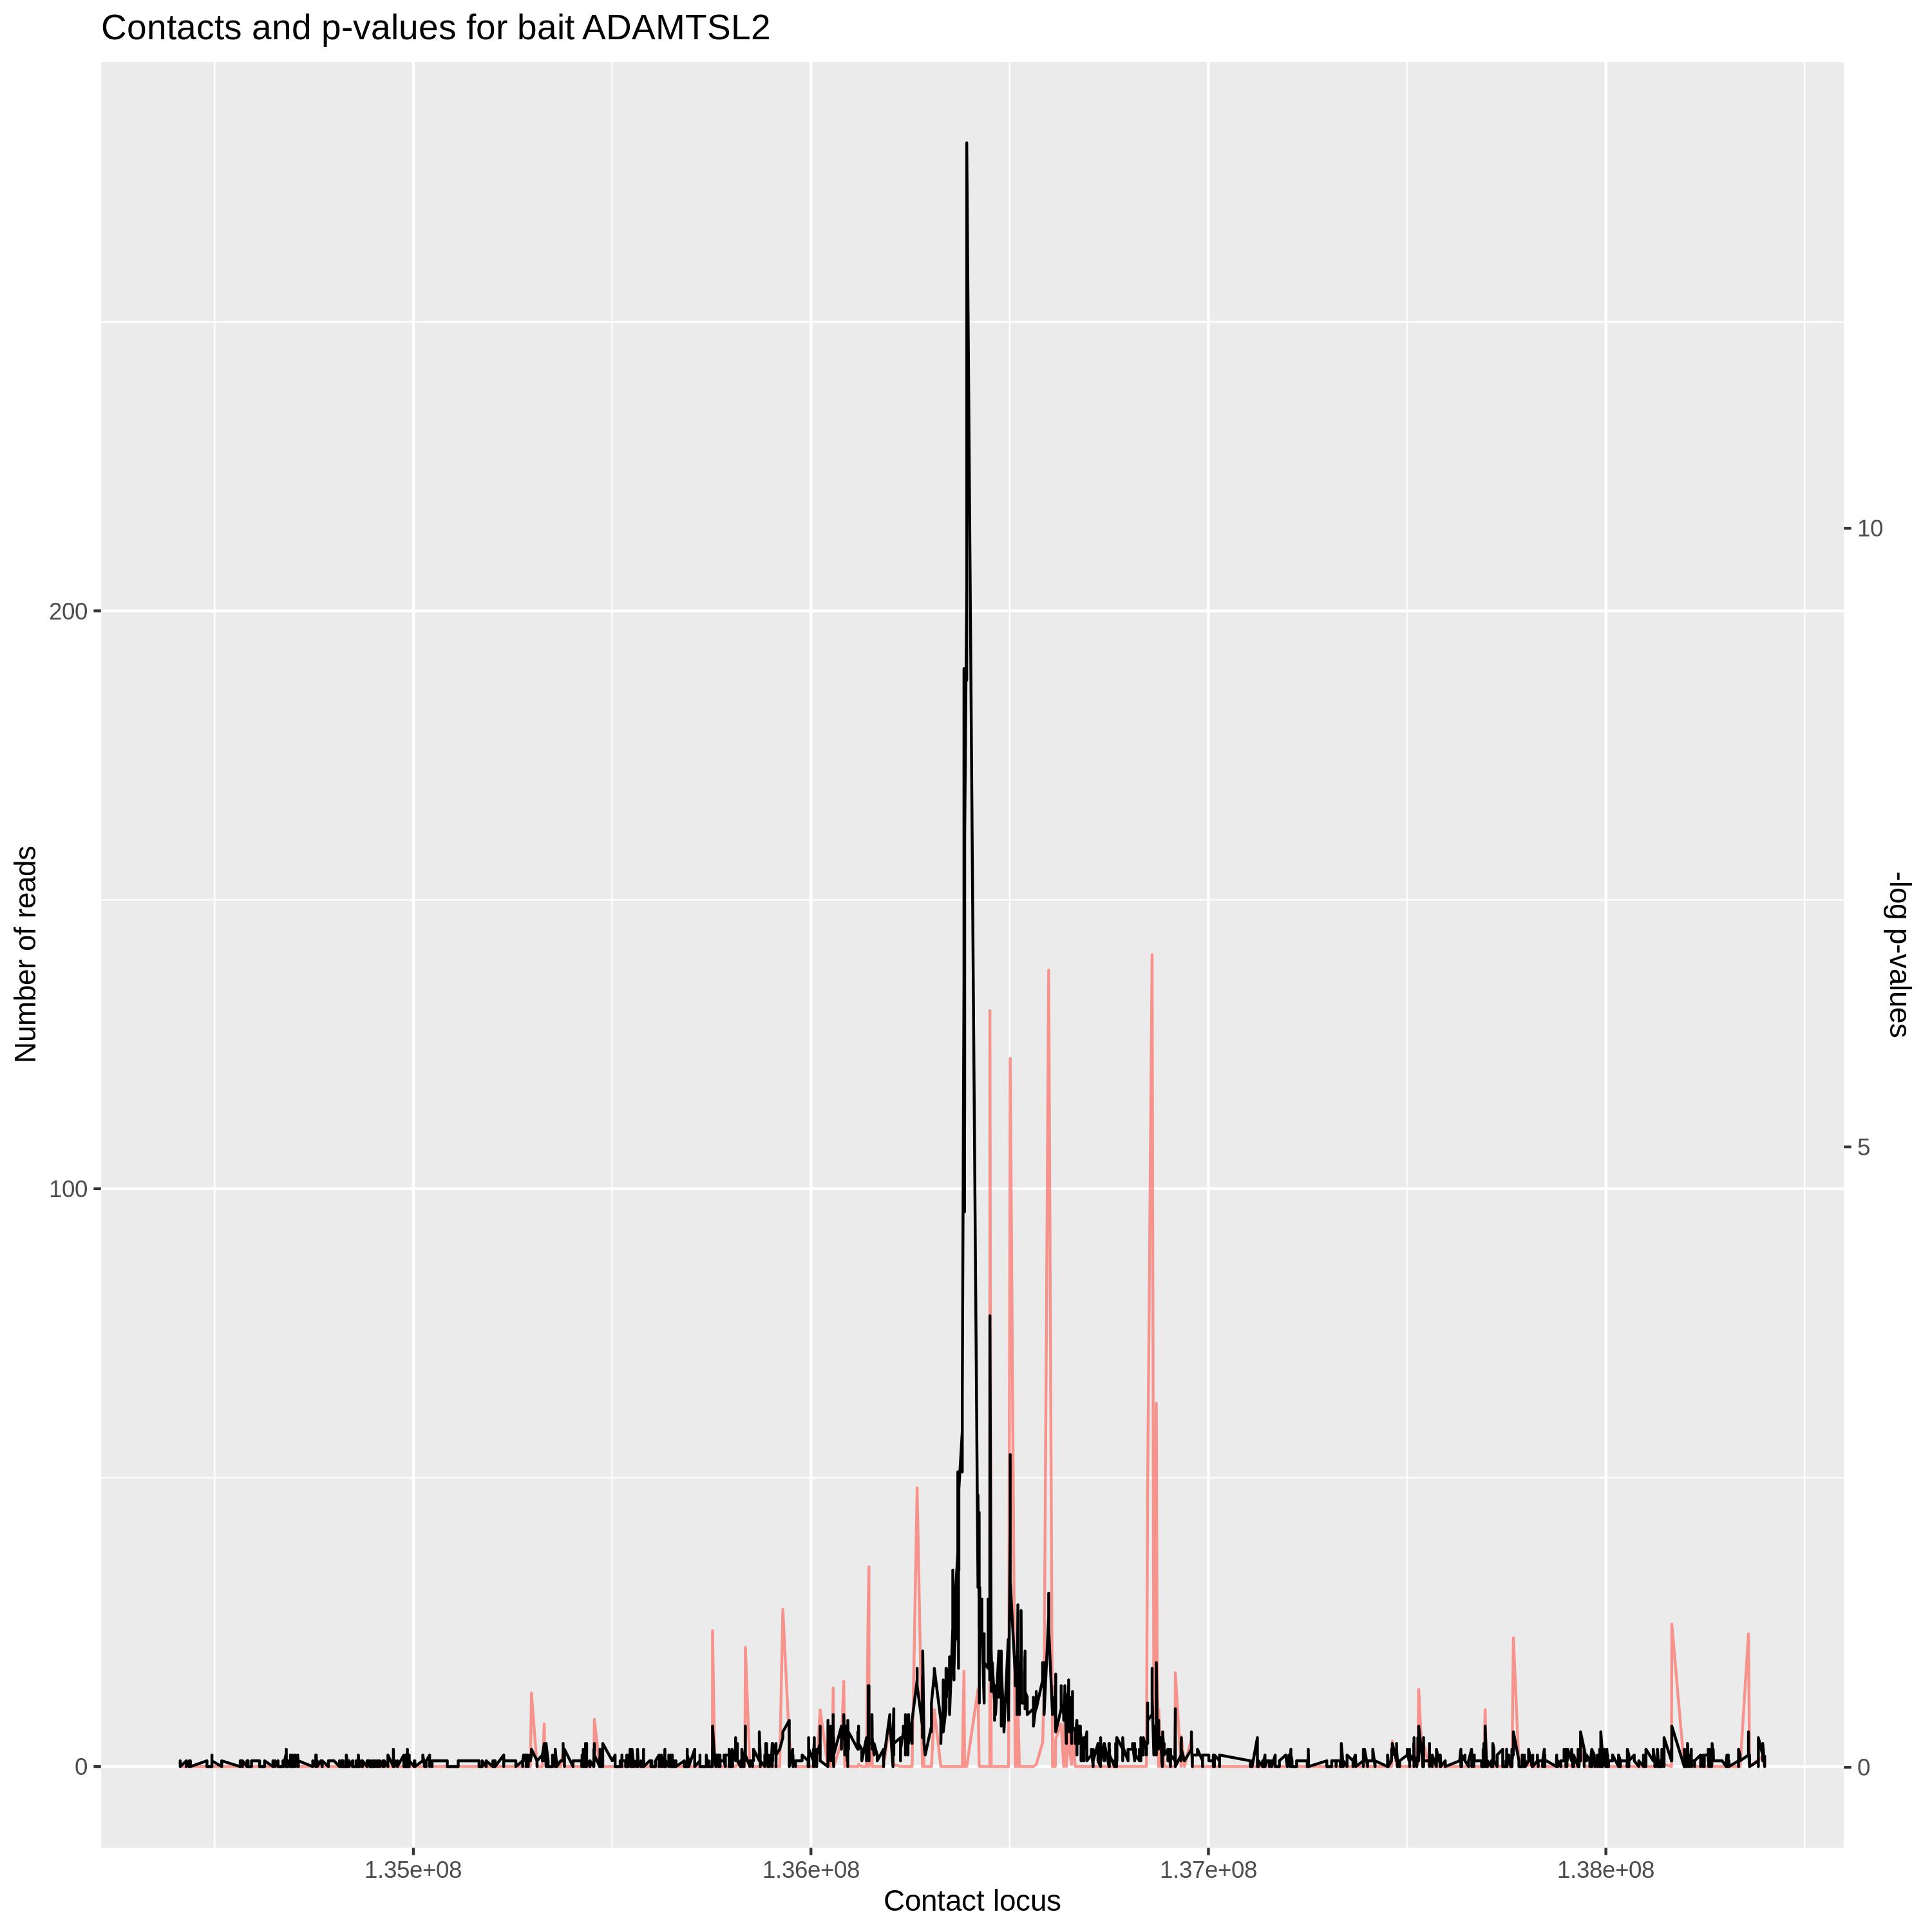 Contacts and p-values for bait ADAMTSL2
Number of reads
200
100
0
10
5
0
-log p-values
1.35e+08
1.36e+08
1.37e+08
1.38e+08
Contact locus